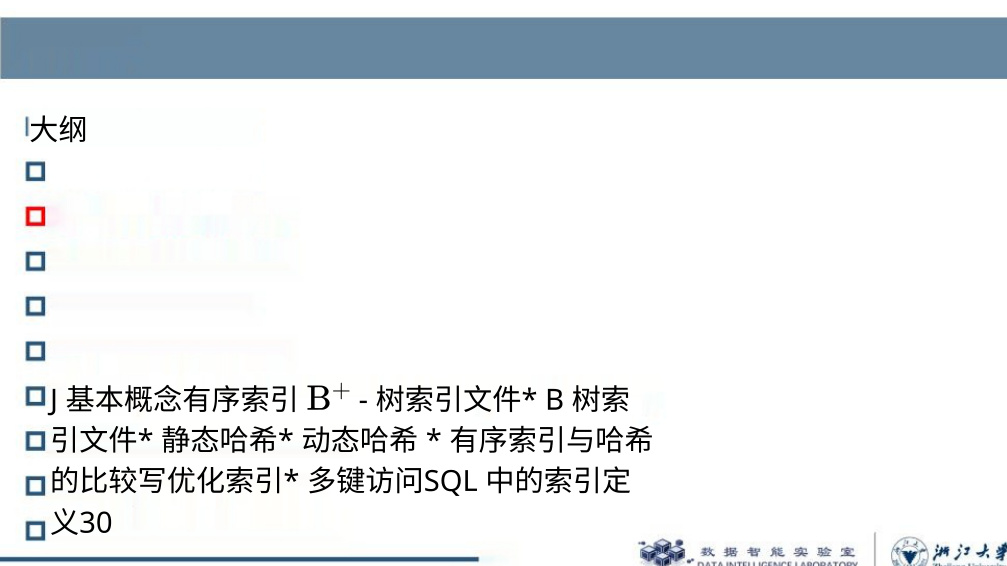 大纲
J 基本概念有序索引 B⁺ - 树索引文件* B 树索
引文件* 静态哈希* 动态哈希 * 有序索引与哈希
的比较写优化索引* 多键访问SQL 中的索引定
义30
数据智能实验室
DATA INTELLIGENCE LABORATORY
浙江大学